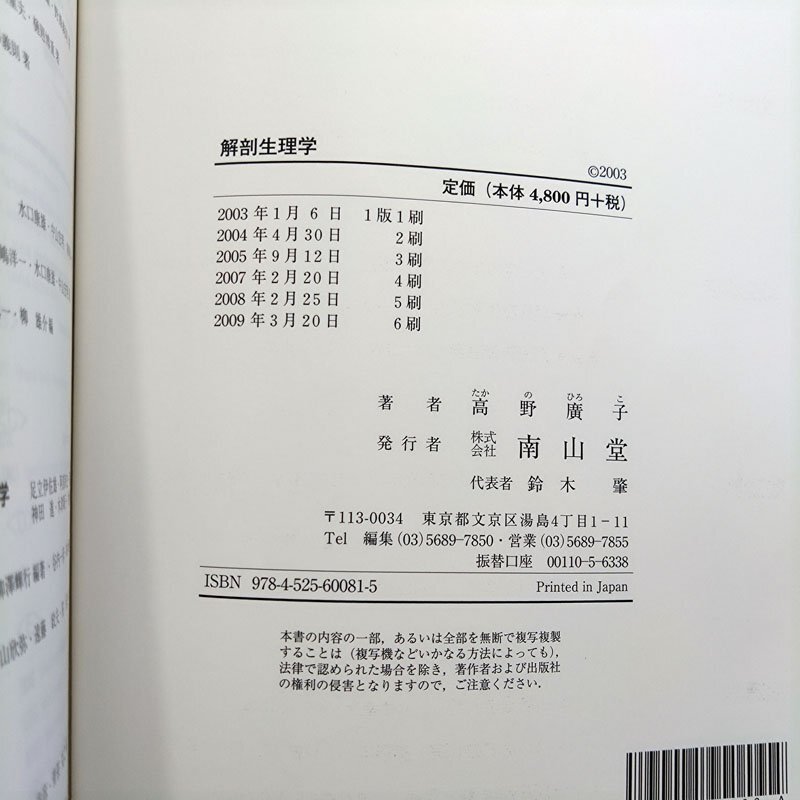 解剖生理学
©2003
定価（本体 4,800 円＋税）
2003 年 1 月 6 日 1 版 1 刷
2004 年 4 月 30 日 2 刷
2005 年 9 月 12 日 3 刷
2007 年 2 月 20 日 4 刷
2008 年 2 月 25 日 5 刷
2009 年 3 月 20 日 6 刷
たか の ひろ こ
著者 高野廣子
発行者 株式会社 南山堂
代表者 鈴木 肇
〒113-0034 東京都文京区湯島4丁目1-11
Tel 編集(03)5689-7850・営業(03)5689-7855
振替口座 00110-5-6338
ISBN 978-4-525-60081-5 Printed in Japan
本書の内容の一部，あるいは全部を無断で複写複製
することは（複写機などいかなる方法によっても），
法律で認められた場合を除き，著作者および出版社
の権利の侵害となりますので，ご注意ください．